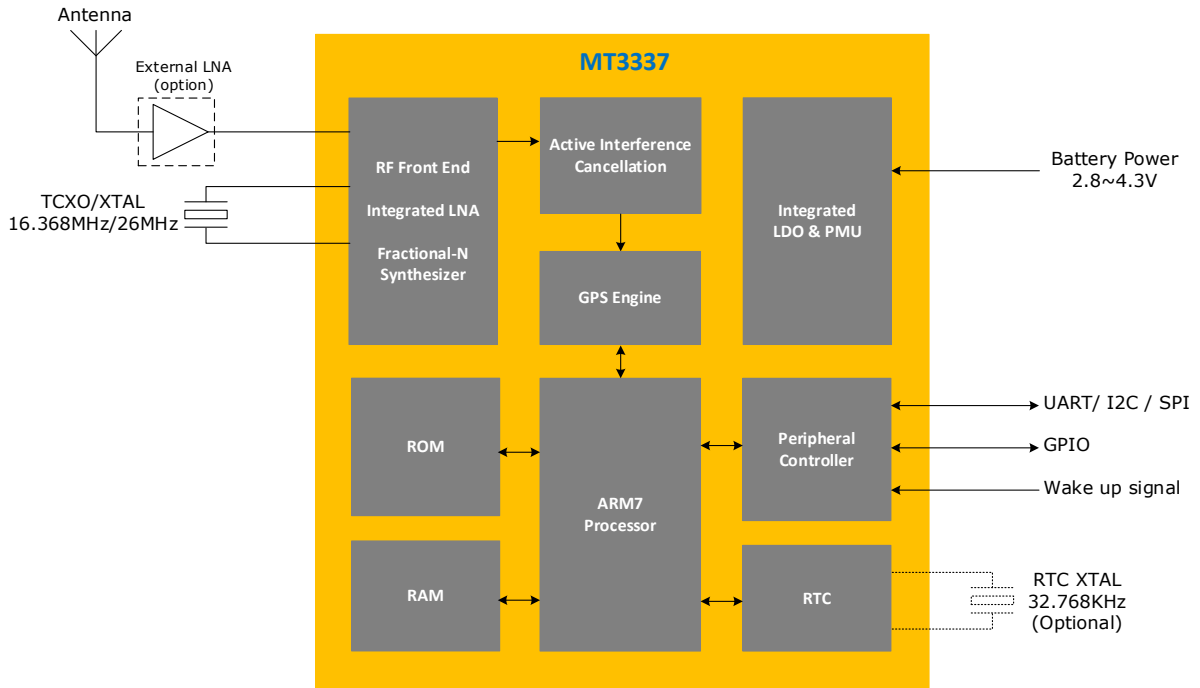 Antenna
External LNA
(option)
TCXO/XTAL
16.368MHz/26MHz
MT3337
RF Front End
Integrated LNA
Fractional-N
Synthesizer
Active Interference
Cancellation
GPS Engine
Integrated
LDO & PMU
Battery Power
2.8~4.3V
ROM
RAM
ARM7
Processor
Peripheral
Controller
RTC
UART/ I2C / SPI
GPIO
Wake up signal
RTC XTAL
32.768KHz
(Optional)